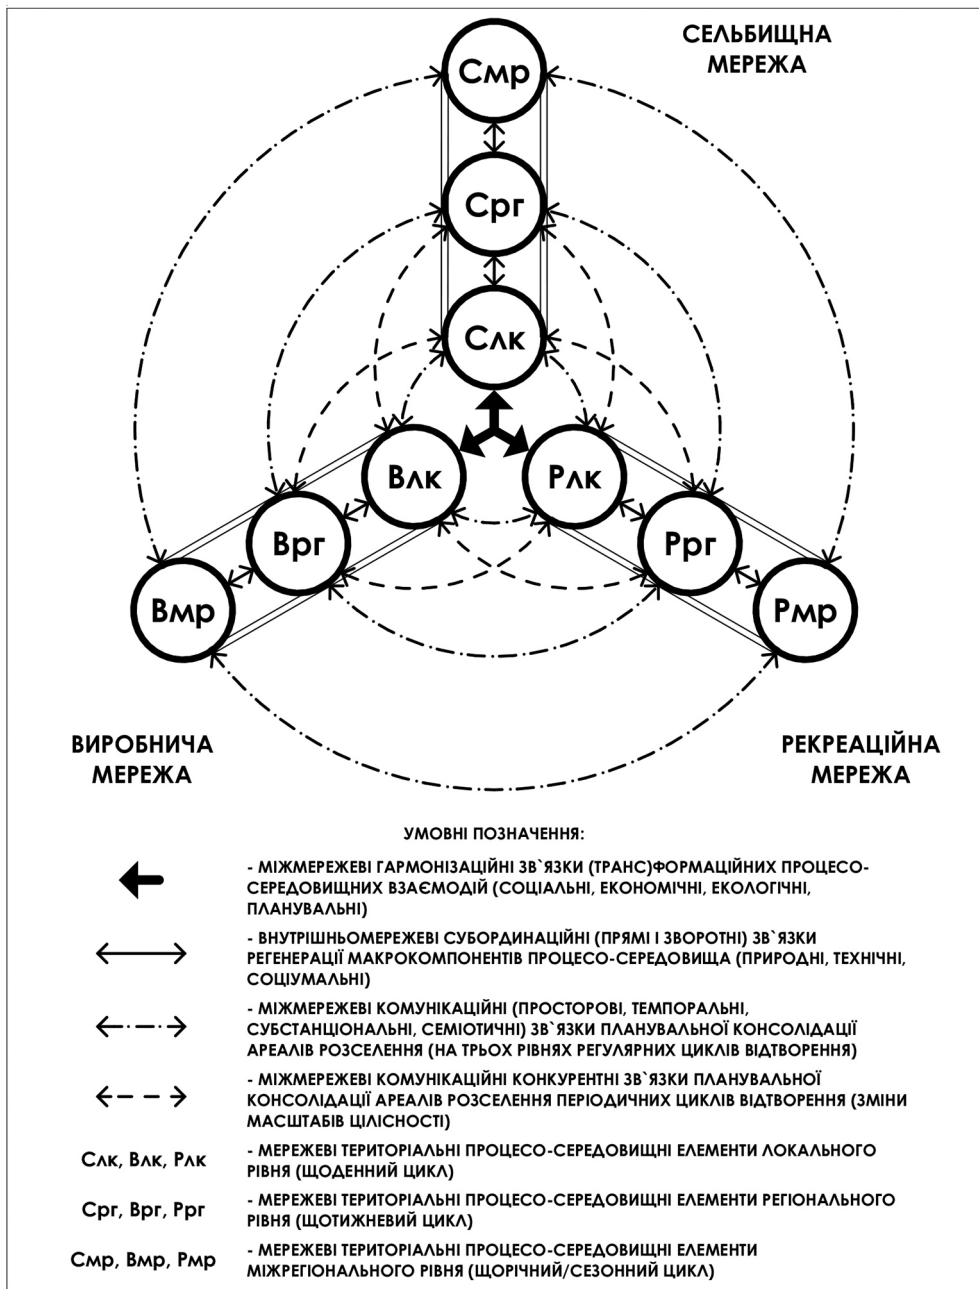 СЕЛЬБИЩНА
МЕРЕЖА
Смр
Срг
Слк
Влк
Рлк
Врг
Ррг
Вмр
Рмр
ВИРОБНИЧА
МЕРЕЖА
РЕКРЕАЦІЙНА
МЕРЕЖА
УМОВНІ ПОЗНАЧЕННЯ:
- МІЖМЕРЕЖЕВІ ГАРМОНІЗАЦІЙНІ ЗВ`ЯЗКИ (ТРАНС)ФОРМАЦІЙНИХ ПРОЦЕСО-
СЕРЕДОВИЩНИХ ВЗАЄМОДІЙ (СОЦІАЛЬНІ, ЕКОНОМІЧНІ, ЕКОЛОГІЧНІ,
ПЛАНУВАЛЬНІ)
- ВНУТРІШНЬОМЕРЕЖЕВІ СУБОРДИНАЦІЙНІ (ПРЯМІ І ЗВОРОТНІ) ЗВ`ЯЗКИ
РЕГЕНЕРАЦІЇ МАКРОКОМПОНЕНТІВ ПРОЦЕСО-СЕРЕДОВИЩА (ПРИРОДНІ, ТЕХНІЧНІ,
СОЦІУМАЛЬНІ)
- МІЖМЕРЕЖЕВІ КОМУНІКАЦІЙНІ (ПРОСТОРОВІ, ТЕМПОРАЛЬНІ,
СУБСТАНЦІОНАЛЬНІ, СЕМІОТИЧНІ) ЗВ`ЯЗКИ ПЛАНУВАЛЬНОЇ КОНСОЛІДАЦІЇ
АРЕАЛІВ РОЗСЕЛЕННЯ (НА ТРЬОХ РІВНЯХ РЕГУЛЯРНИХ ЦИКЛІВ ВІДТВОРЕННЯ)
- МІЖМЕРЕЖЕВІ КОМУНІКАЦІЙНІ КОНКУРЕНТНІ ЗВ`ЯЗКИ ПЛАНУВАЛЬНОЇ
КОНСОЛІДАЦІЇ АРЕАЛІВ РОЗСЕЛЕННЯ ПЕРІОДИЧНИХ ЦИКЛІВ ВІДТВОРЕННЯ (ЗМІНИ
МАСШТАБІВ ЦІЛІСНОСТІ)
Слк, Влк, Рлк - МЕРЕЖЕВІ ТЕРИТОРІАЛЬНІ ПРОЦЕСО-СЕРЕДОВИЩНІ ЕЛЕМЕНТИ ЛОКАЛЬНОГО
РІВНЯ (ЩОДЕННИЙ ЦИКЛ)
Срг, Врг, Ррг - МЕРЕЖЕВІ ТЕРИТОРІАЛЬНІ ПРОЦЕСО-СЕРЕДОВИЩНІ ЕЛЕМЕНТИ РЕГІОНАЛЬНОГО
РІВНЯ (ЩОТИЖНЕВИЙ ЦИКЛ)
Смр, Вмр, Рмр - МЕРЕЖЕВІ ТЕРИТОРІАЛЬНІ ПРОЦЕСО-СЕРЕДОВИЩНІ ЕЛЕМЕНТИ
МІЖРЕГІОНАЛЬНОГО РІВНЯ (ЩОРІЧНИЙ/СЕЗОННИЙ ЦИКЛ)